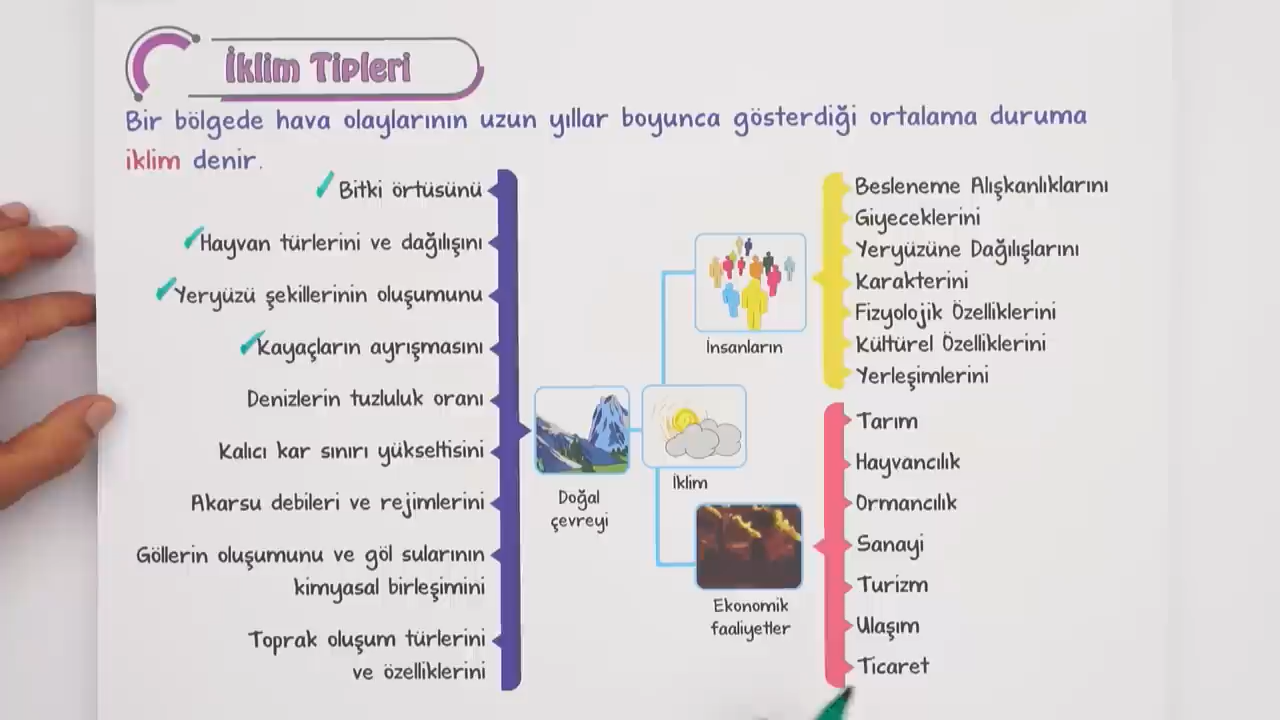 İklim Tipleri
Bir bölgede hava olaylarının uzun yıllar boyunca gösterdiği ortalama duruma
iklim denir.
Bitki örtüsünü
Hayvan türlerini ve dağılışını
Yeryüzü şekillerinin oluşumunu
Kayaçların ayrışmasını
Denizlerin tuzluluk oranı
Kalıcı kar sınırı yükseltisini
Akarsu debileri ve rejimlerini
Göllerin oluşumunu ve göl sularının
kimyasal birleşimini
Toprak oluşum türlerini
ve özelliklerini
Doğal
çevreyi
İklim
İnsanların
Ekonomik
faaliyetler
Besleneme Alışkanlıklarını
Giyeceklerini
Yeryüzüne Dağılışlarını
Karakterini
Fizyolojik Özelliklerini
Kültürel Özelliklerini
Yerleşimlerini
Tarım
Hayvancılık
Ormancılık
Sanayi
Turizm
Ulaşım
Ticaret